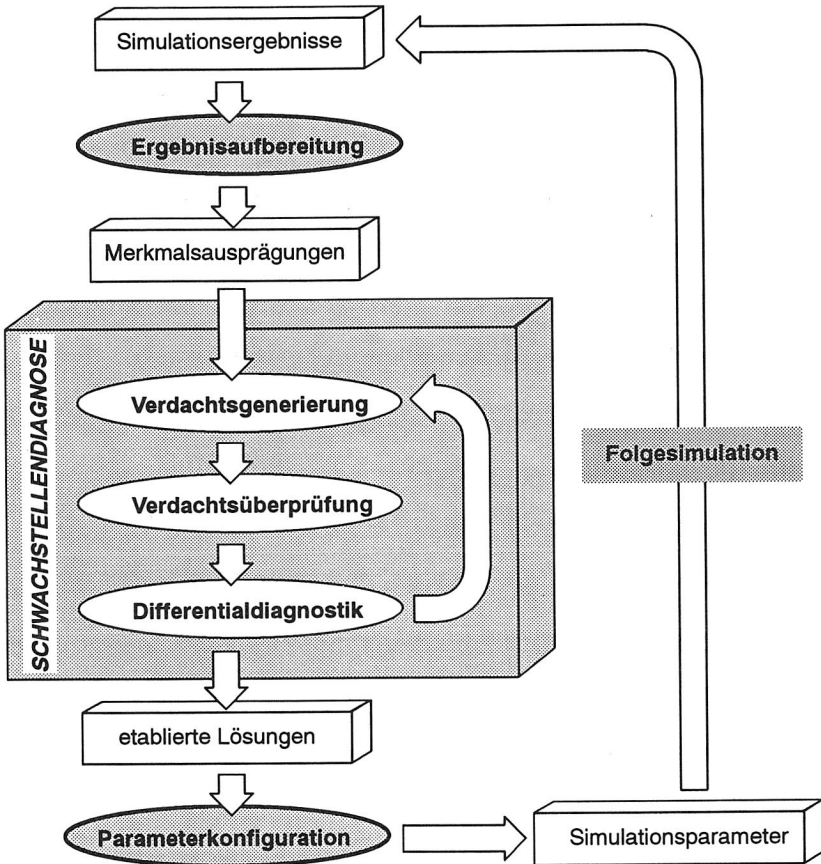 Simulationsergebnisse
Ergebnisaufbereitung
Merkmalsausprägungen
SCHWACHSTELLENDIAGNOSE
Verdachtsgenerierung
Verdachtsüberprüfung
Differentialdiagnostik
Folgesimulation
etablierte Lösungen
Parameterkonfiguration
Simulationsparameter